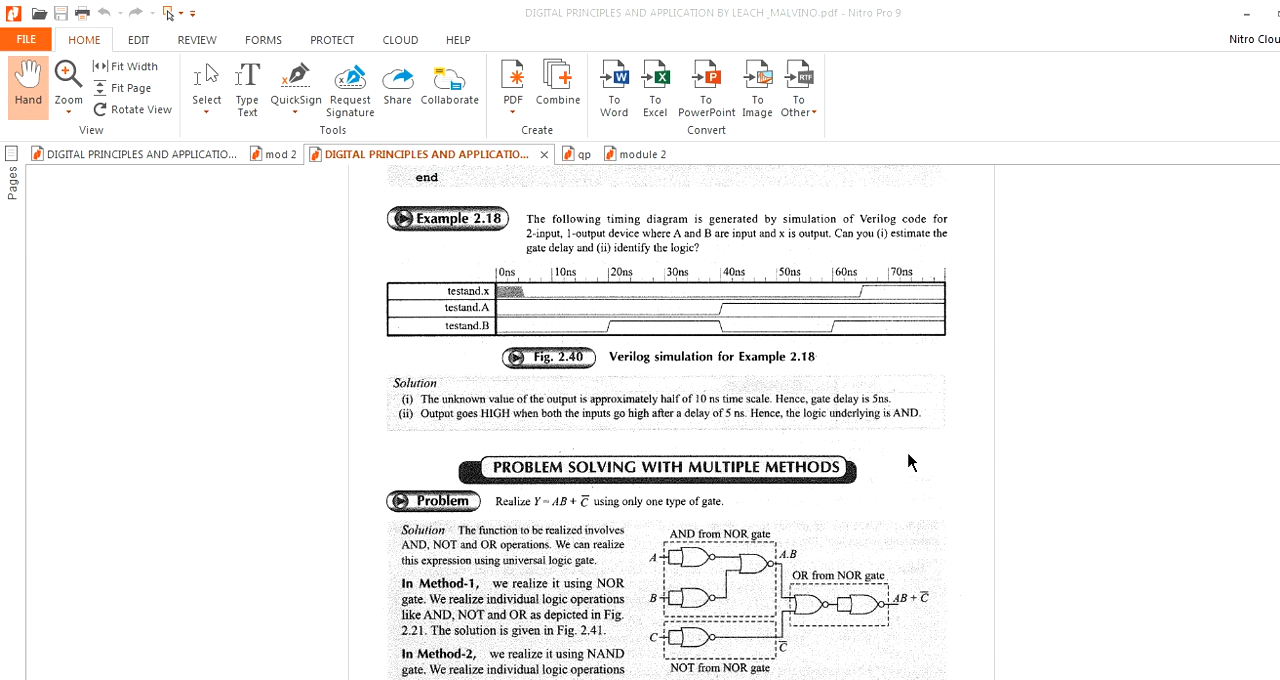 DIGITAL PRINCIPLES AND APPLICATION BY LEACH _MALVINO.pdf - Nitro Pro 9
FILE HOME EDIT REVIEW FORMS PROTECT CLOUD HELP Nitro Clou
Hand
Zoom
Fit Width
Fit Page
Rotate View
View
Select
Type Text
QuickSign
Request Signature
Share
Collaborate
Tools
PDF
Combine
Create
To Word
To Excel
To PowerPoint
To Image
To Other
Convert
DIGITAL PRINCIPLES AND APPLICATIO... mod 2 DIGITAL PRINCIPLES AND APPLICATIO... qp module 2
Pages
end
Example 2.18 The following timing diagram is generated by simulation of Verilog code for
2-input, 1-output device where A and B are input and x is output. Can you (i) estimate the
gate delay and (ii) identify the logic?
0ns 10ns 20ns 30ns 40ns 50ns 60ns 70ns
testand.x
testand.A
testand.B
Fig. 2.40 Verilog simulation for Example 2.18
Solution
(i) The unknown value of the output is approximately half of 10 ns time scale. Hence, gate delay is 5ns.
(ii) Output goes HIGH when both the inputs go high after a delay of 5 ns. Hence, the logic underlying is AND.
PROBLEM SOLVING WITH MULTIPLE METHODS
Problem Realize Y = AB + C̅ using only one type of gate.
Solution The function to be realized involves
AND, NOT and OR operations. We can realize
this expression using universal logic gate.
In Method-1, we realize it using NOR
gate. We realize individual logic operations
like AND, NOT and OR as depicted in Fig.
2.21. The solution is given in Fig. 2.41.
In Method-2, we realize it using NAND
gate. We realize individual logic operations
AND from NOR gate
A
A.B
OR from NOR gate
B
AB + C̅
C
C̅
NOT from NOR gate